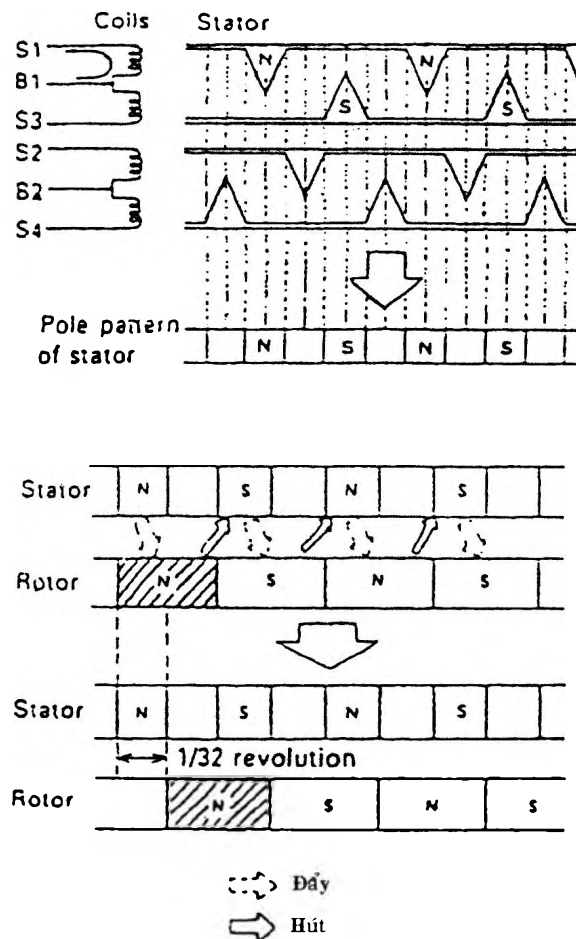 Coils Stator
S1
B1
S3
S2
B2
S4
N N
S S
Pole pattern
of stator
N S N S
Stator N S N S
Rotor N S N S
Stator N S N S
1/32 revolution
Rotor N S N S
Đẩy
Hút